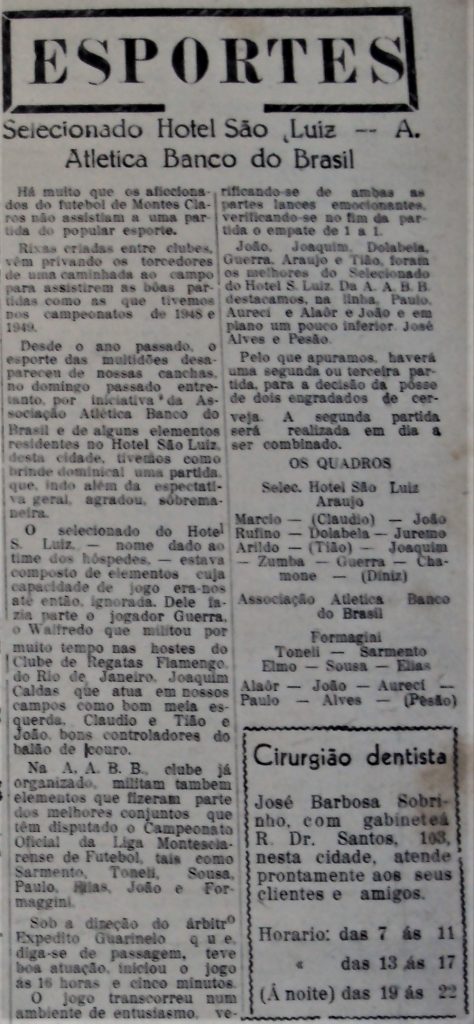 ESPORTES
Selecionado Hotel São Luiz -- A.
Atletica Banco do Brasil
Há muito que os aficciona-
dos do futebol de Montes Cla-
ros não assistiam a uma par-
tida do popular esporte.
Rixas criadas entre clubes,
vêm privando os torcedores
de uma caminhada ao campo
para assistirem as bôas par-
tidas como as que tivemos
nos campeonatos de 1948 e
1949.
Desde o ano passado, o
esporte das multidões desa-
pareceu de nossas canchas,
no domingo passado entre-
tanto, por iniciativa da As-
sociação Atlética Banco do
Brasil e de alguns elementos
residentes no Hotel São Luiz,
desta cidade, tivemos como
brinde dominical uma partida,
que, indo além da espectati-
va geral, agradou, sobrema-
neira.
O selecionado do Hotel
S. Luiz, — nome dado ao
time dos hóspedes, — estava
composto de elementos cuja
capacidade de jogo era-nos
até então, ignorada. Dele fa-
zia parte o jogador Guerra,
o Walfredo que militou por
muito tempo nas hostes do
Clube de Regatas Flamengo,
do Rio de Janeiro, Joaquim
Caldas que atua em nossos
campos como bom meia es-
querda, Claudio e Tião e
João, bons controladores do
balão de couro.
Na A. A. B. B., clube já
organizado, militam tambem
elementos que fizeram parte
dos melhores conjuntos que
têm disputado o Campeonato
Oficial da Liga Montescla-
rense de Futebol, tais como
Sarmento, Toneli, Sousa,
Paulo, Elias, João e For-
maggini.
Sob a direção do árbitro
Expedito Guarinelo que,
diga-se de passagem, teve
boa atuação, iniciou o jogo
ás 16 horas e cinco minutos.
O jogo transcorreu num
ambiente de entusiasmo, ve-
rificando-se de ambas as
partes lances emocionantes,
verificando-se no fim da par-
tida o empate de 1 a 1.
João, Joaquim, Dolabela,
Guerra, Araujo e Tião, foram
os melhores do Selecionado
do Hotel S. Luiz. Da A. A. B. B.
destacamos, na linha, Paulo,
Aureci e Alaôr e João e em
plano um pouco inferior, José
Alves e Pesão.
Pelo que apuramos, haverá
uma segunda ou terceira par-
tida, para a decisão da pósse
de dois engradados de cer-
veja. A segunda partida
será realizada em dia a
ser combinado.
OS QUADROS
Selec. Hotel São Luiz
Araujo
Marcio — (Claudio) — João
Rufino — Dolabela — Juremo
Arildo — (Tião) — Joaquim
— Zumba — Guerra — Cha-
mone — (Diniz)
Associação Atletica Banco
do Brasil
Formagiai
Toneli — Sarmento
Elmo — Sousa — Elias
Alaôr — João — Aureci —
Paulo — Alves — (Pesão)
Cirurgião dentista
José Barbosa Sobri-
nho, com gabinete á
R. Dr. Santos, 103,
nesta cidade, atende
prontamente aos seus
clientes e amigos.
Horario: das 7 ás 11
« das 13 ás 17
(Á noite) das 19 ás 22